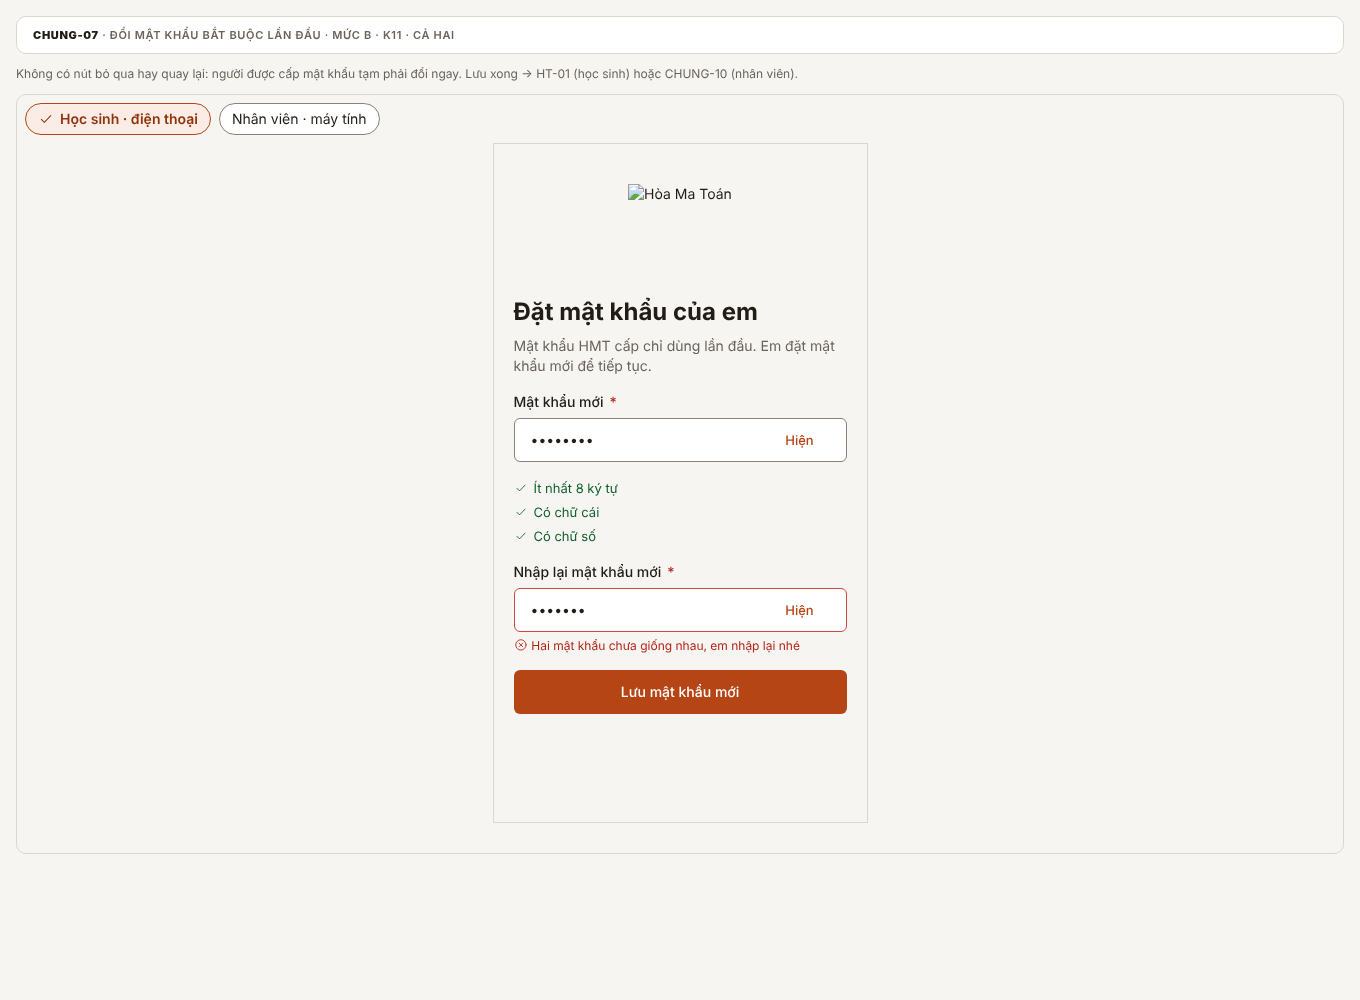 CHUNG-07 · ĐỔI MẬT KHẨU BẮT BUỘC LẦN ĐẦU · MỨC B · K11 · CẢ HAI
Không có nút bỏ qua hay quay lại: người được cấp mật khẩu tạm phải đổi ngay. Lưu xong → HT-01 (học sinh) hoặc CHUNG-10 (nhân viên).
Học sinh · điện thoại
Nhân viên · máy tính
Hòa Ma Toán
Đặt mật khẩu của em
Mật khẩu HMT cấp chỉ dùng lần đầu. Em đặt mật
khẩu mới để tiếp tục.
Mật khẩu mới *
•••••••• Hiện
Ít nhất 8 ký tự
Có chữ cái
Có chữ số
Nhập lại mật khẩu mới *
••••••• Hiện
Hai mật khẩu chưa giống nhau, em nhập lại nhé
Lưu mật khẩu mới